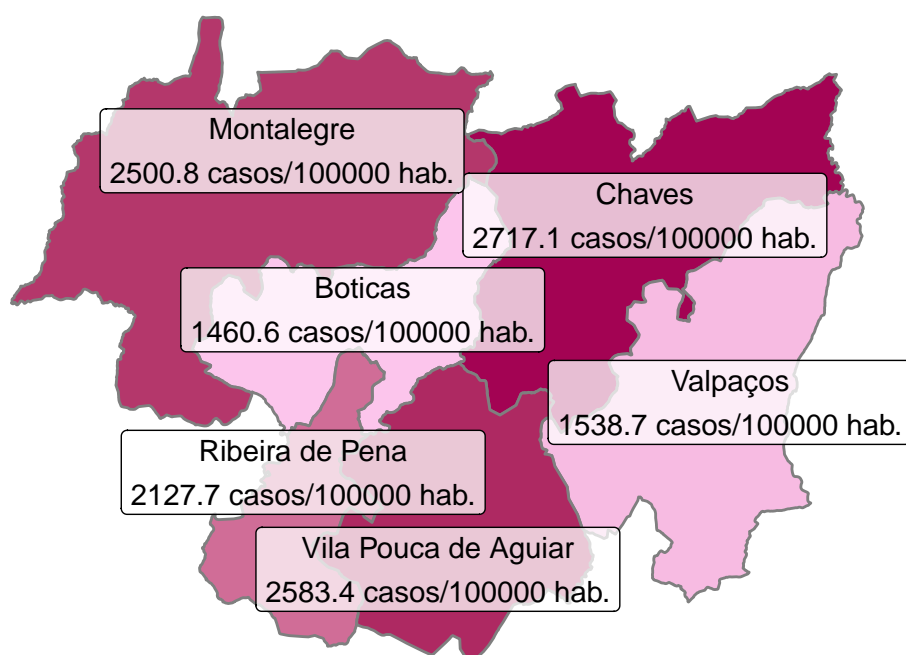 Montalegre
2500.8 casos/100000 hab.
Chaves
2717.1 casos/100000 hab.
Boticas
1460.6 casos/100000 hab.
Valpaços
1538.7 casos/100000 hab.
Ribeira de Pena
2127.7 casos/100000 hab.
Vila Pouca de Aguiar
2583.4 casos/100000 hab.